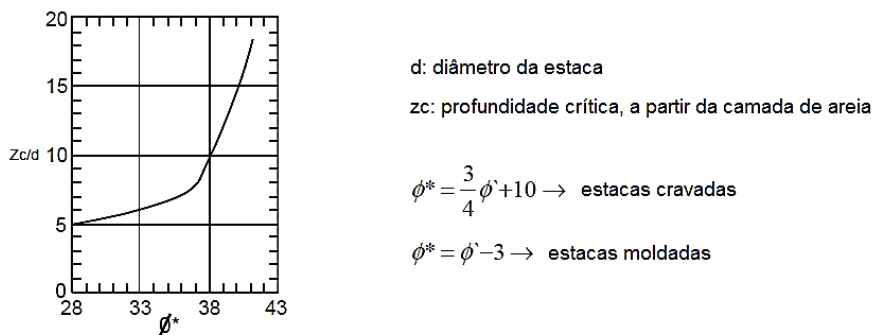 20
15
Zc/d
10
5
0
28
33
38
43
ϕ*
d: diâmetro da estaca
zc: profundidade crítica, a partir da camada de areia
ϕ* = 3/4 ϕ`+10 → estacas cravadas
ϕ* = ϕ`−3 → estacas moldadas